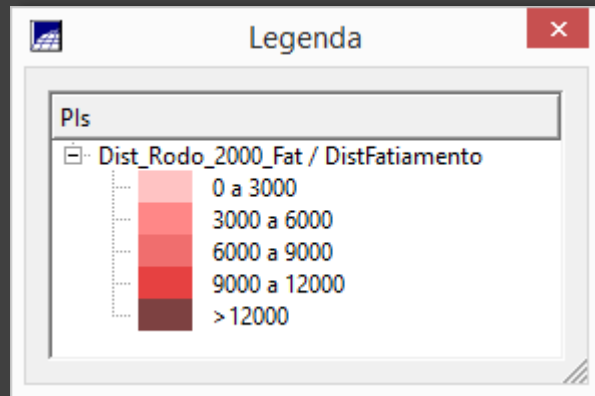 Legenda
PIs
Dist_Rodo_2000_Fat / DistFatiamento
0 a 3000
3000 a 6000
6000 a 9000
9000 a 12000
>12000